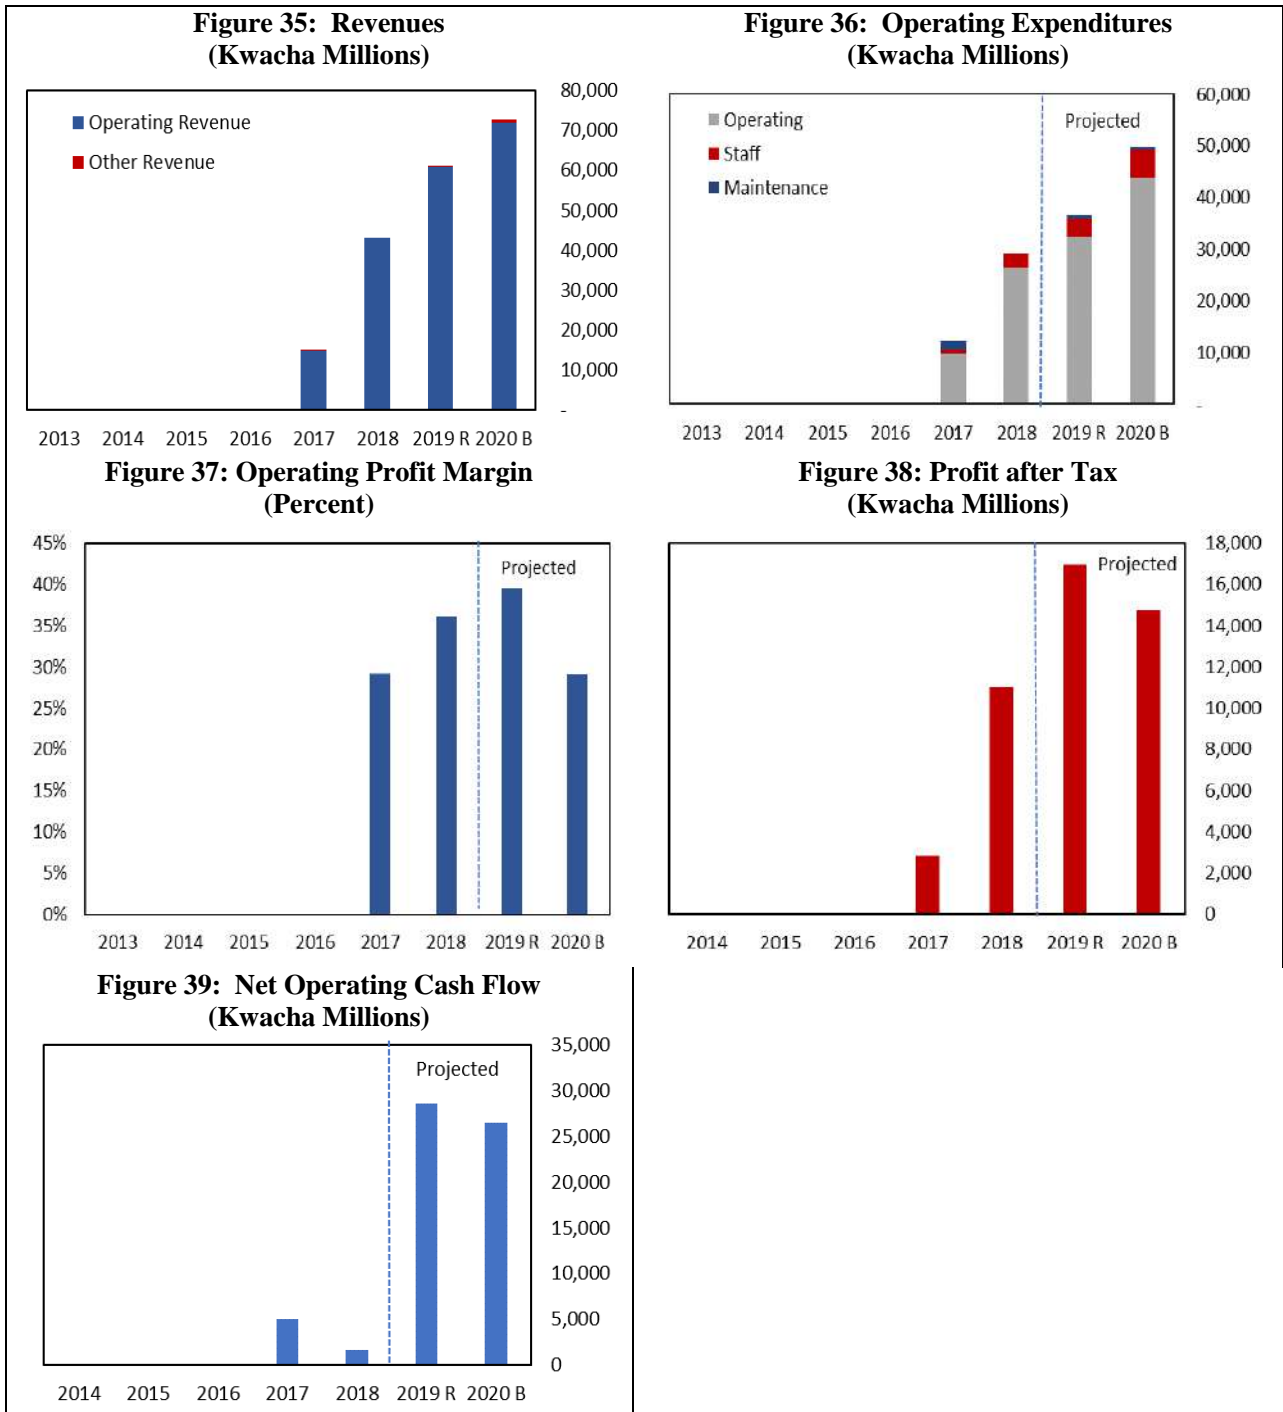 Figure 35:  Revenues
(Kwacha Millions)
Operating Revenue
Other Revenue
80,000
70,000
60,000
50,000
40,000
30,000
20,000
10,000
-
2013 2014 2015 2016 2017 2018 2019 R 2020 B
Figure 36:  Operating Expenditures
(Kwacha Millions)
Operating
Staff
Maintenance
Projected
60,000
50,000
40,000
30,000
20,000
10,000
-
2013 2014 2015 2016 2017 2018 2019 R 2020 B
Figure 37: Operating Profit Margin
(Percent)
45%
40%
35%
30%
25%
20%
15%
10%
5%
0%
Projected
2013 2014 2015 2016 2017 2018 2019 R 2020 B
Figure 38: Profit after Tax
(Kwacha Millions)
Projected
18,000
16,000
14,000
12,000
10,000
8,000
6,000
4,000
2,000
0
2014 2015 2016 2017 2018 2019 R 2020 B
Figure 39:  Net Operating Cash Flow
(Kwacha Millions)
Projected
35,000
30,000
25,000
20,000
15,000
10,000
5,000
0
2014 2015 2016 2017 2018 2019 R 2020 B